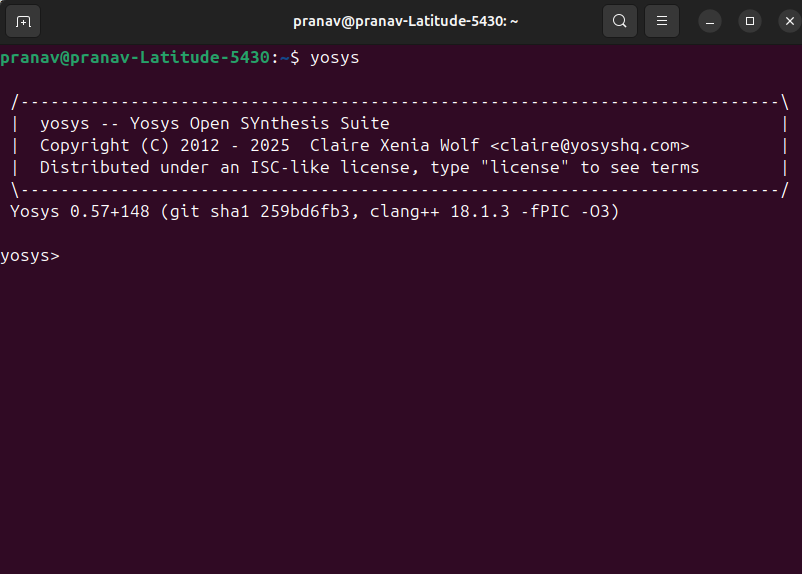 pranav@pranav-Latitude-5430: ~
pranav@pranav-Latitude-5430:~$ yosys
/----------------------------------------------------------------------------\
|  yosys -- Yosys Open SYnthesis Suite                                       |
|  Copyright (C) 2012 - 2025  Claire Xenia Wolf <claire@yosyshq.com>         |
|  Distributed under an ISC-like license, type "license" to see terms        |
\----------------------------------------------------------------------------/
Yosys 0.57+148 (git sha1 259bd6fb3, clang++ 18.1.3 -fPIC -O3)
yosys>